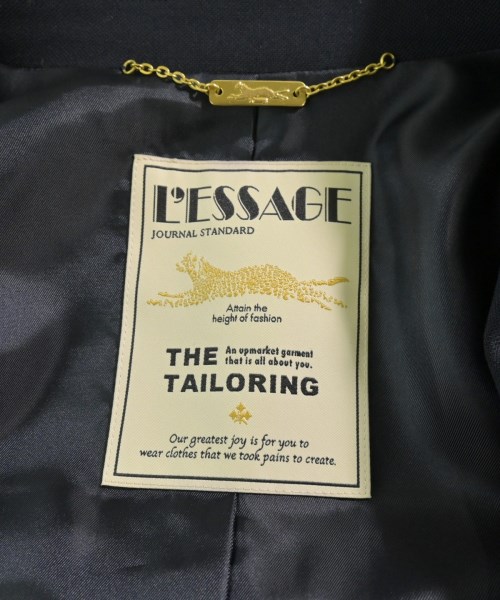 L'ESSAGE
JOURNAL STANDARD
Attain the
height of fashion
THE An upmarket garment
that is all about you.
TAILORING
Our greatest joy is for you to
wear clothes that we took pains to create.